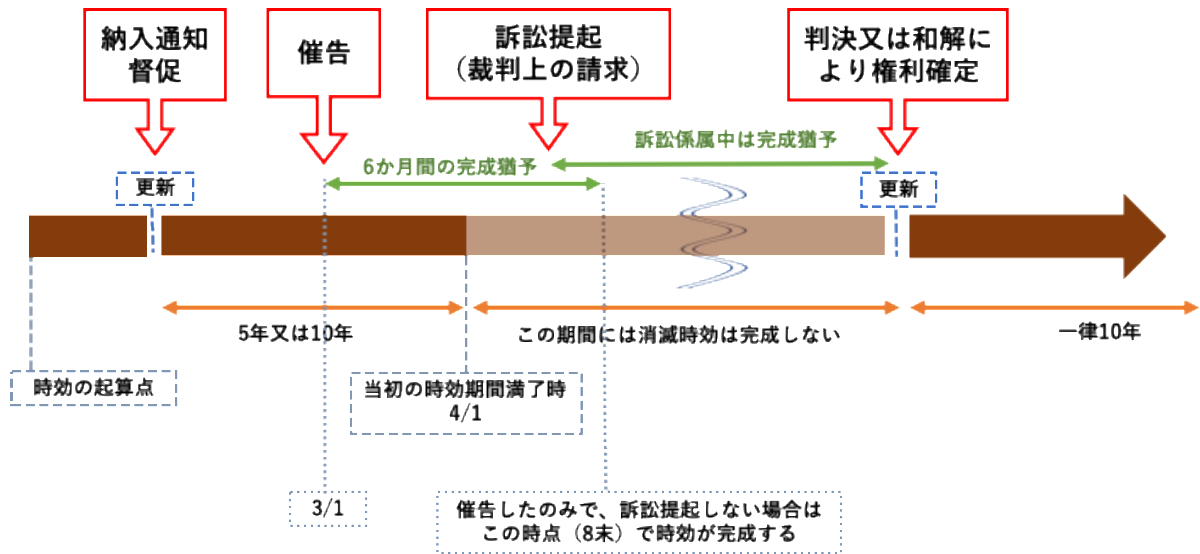 納入通知
督促
催告
訴訟提起
（裁判上の請求）
判決又は和解に
より権利確定
訴訟係属中は完成猶予
6か月間の完成猶予
更新
更新
5年又は10年
この期間には消滅時効は完成しない
一律10年
時効の起算点
当初の時効期間満了時
4/1
3/1
催告したのみで、訴訟提起しない場合は
この時点（8末）で時効が完成する